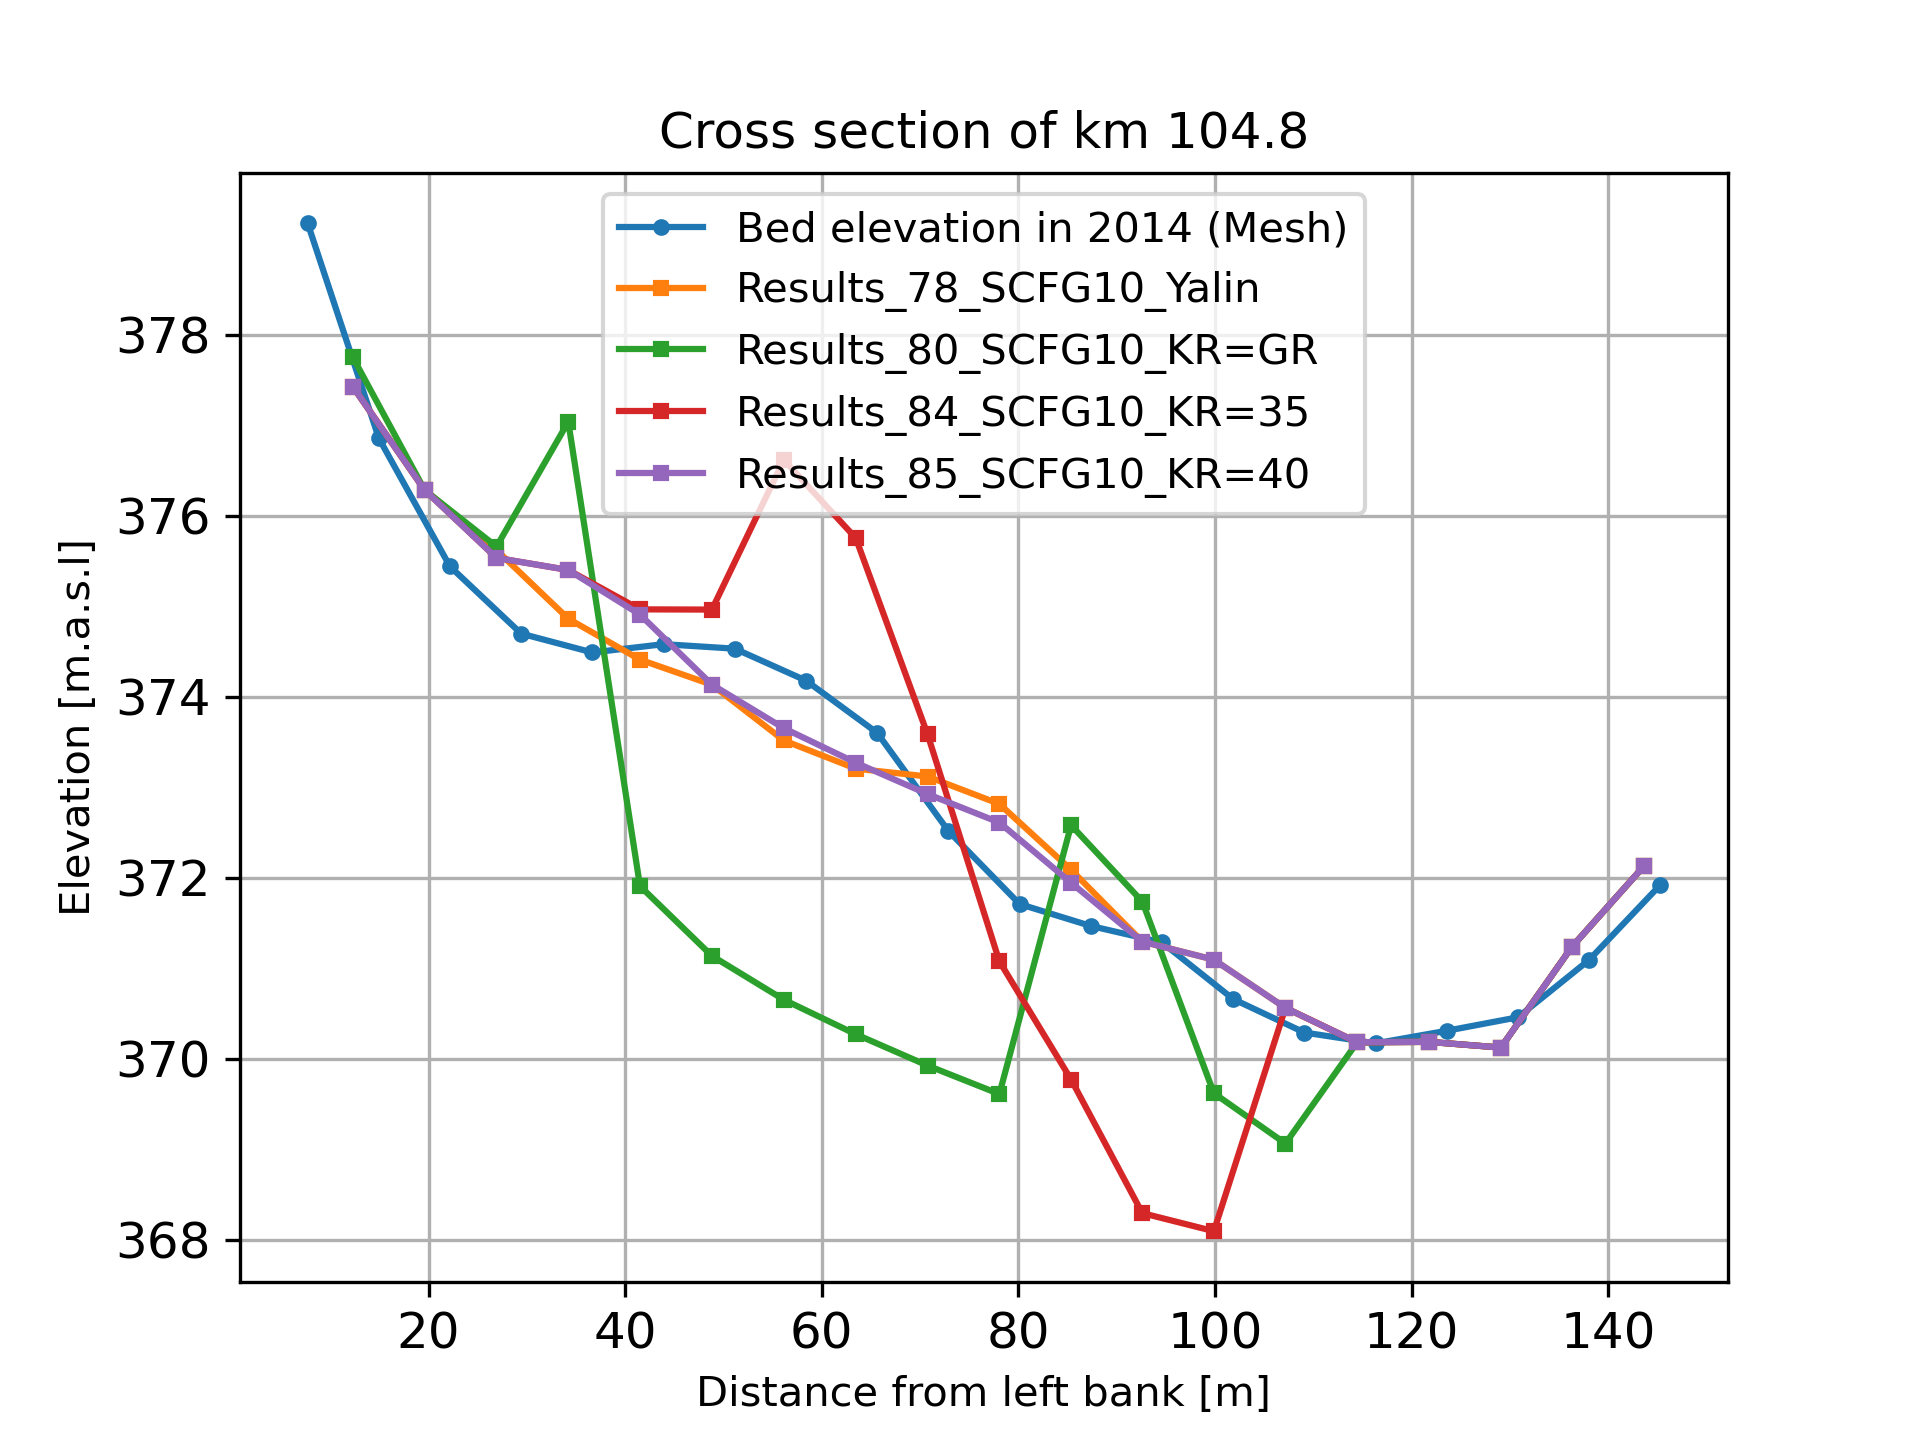 Cross section of km 104.8
Bed elevation in 2014 (Mesh)
Results_78_SCFG10_Yalin
Results_80_SCFG10_KR=GR
Results_84_SCFG10_KR=35
Results_85_SCFG10_KR=40
Elevation [m.a.s.l]
378
376
374
372
370
368
20 40 60 80 100 120 140
Distance from left bank [m]